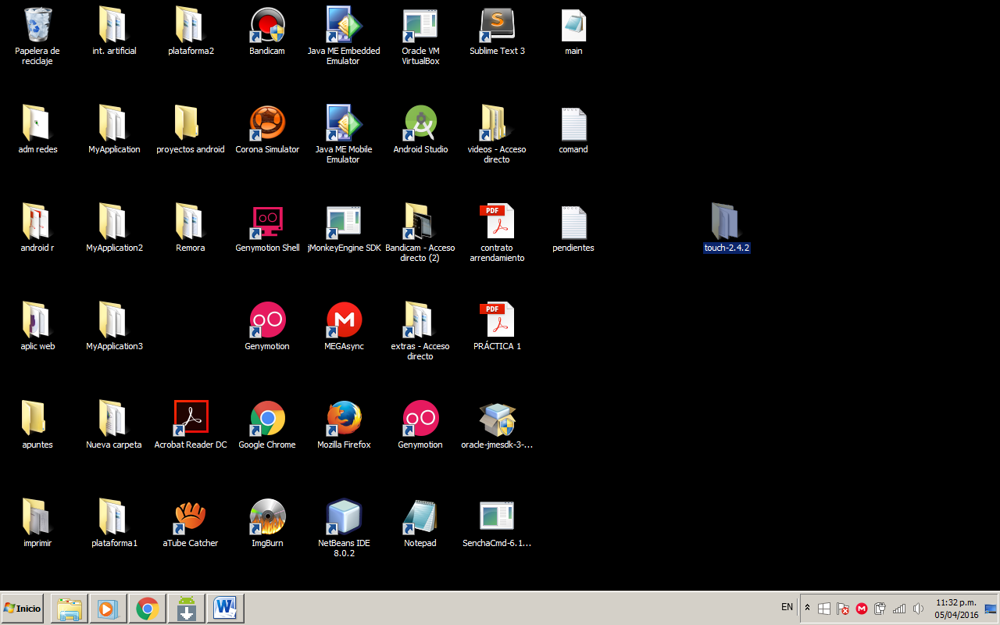 Papelera de
reciclaje
int. artificial
plataforma2
Bandicam
Java ME Embedded
Emulator
Oracle VM
VirtualBox
S
Sublime Text 3
main
adm redes
MyApplication
proyectos android
Corona Simulator
Java ME Mobile
Emulator
Android Studio
videos - Acceso
directo
comand
android r
MyApplication2
Remora
Genymotion Shell
jMonkeyEngine SDK
Bandicam - Acceso
directo (2)
PDF
contrato
arrendamiento
pendientes
touch-2.4.2
aplic web
MyApplication3
Genymotion
M
MEGAsync
extras - Acceso
directo
PDF
PRÁCTICA 1
apuntes
Nueva carpeta
Acrobat Reader DC
Google Chrome
Mozilla Firefox
Genymotion
oracle-jmesdk-3-...
imprimir
plataforma1
aTube Catcher
ImgBurn
NetBeans IDE
8.0.2
Notepad
SenchaCmd-6.1...
Inicio
W
EN
M
11:32 p.m.
05/04/2016